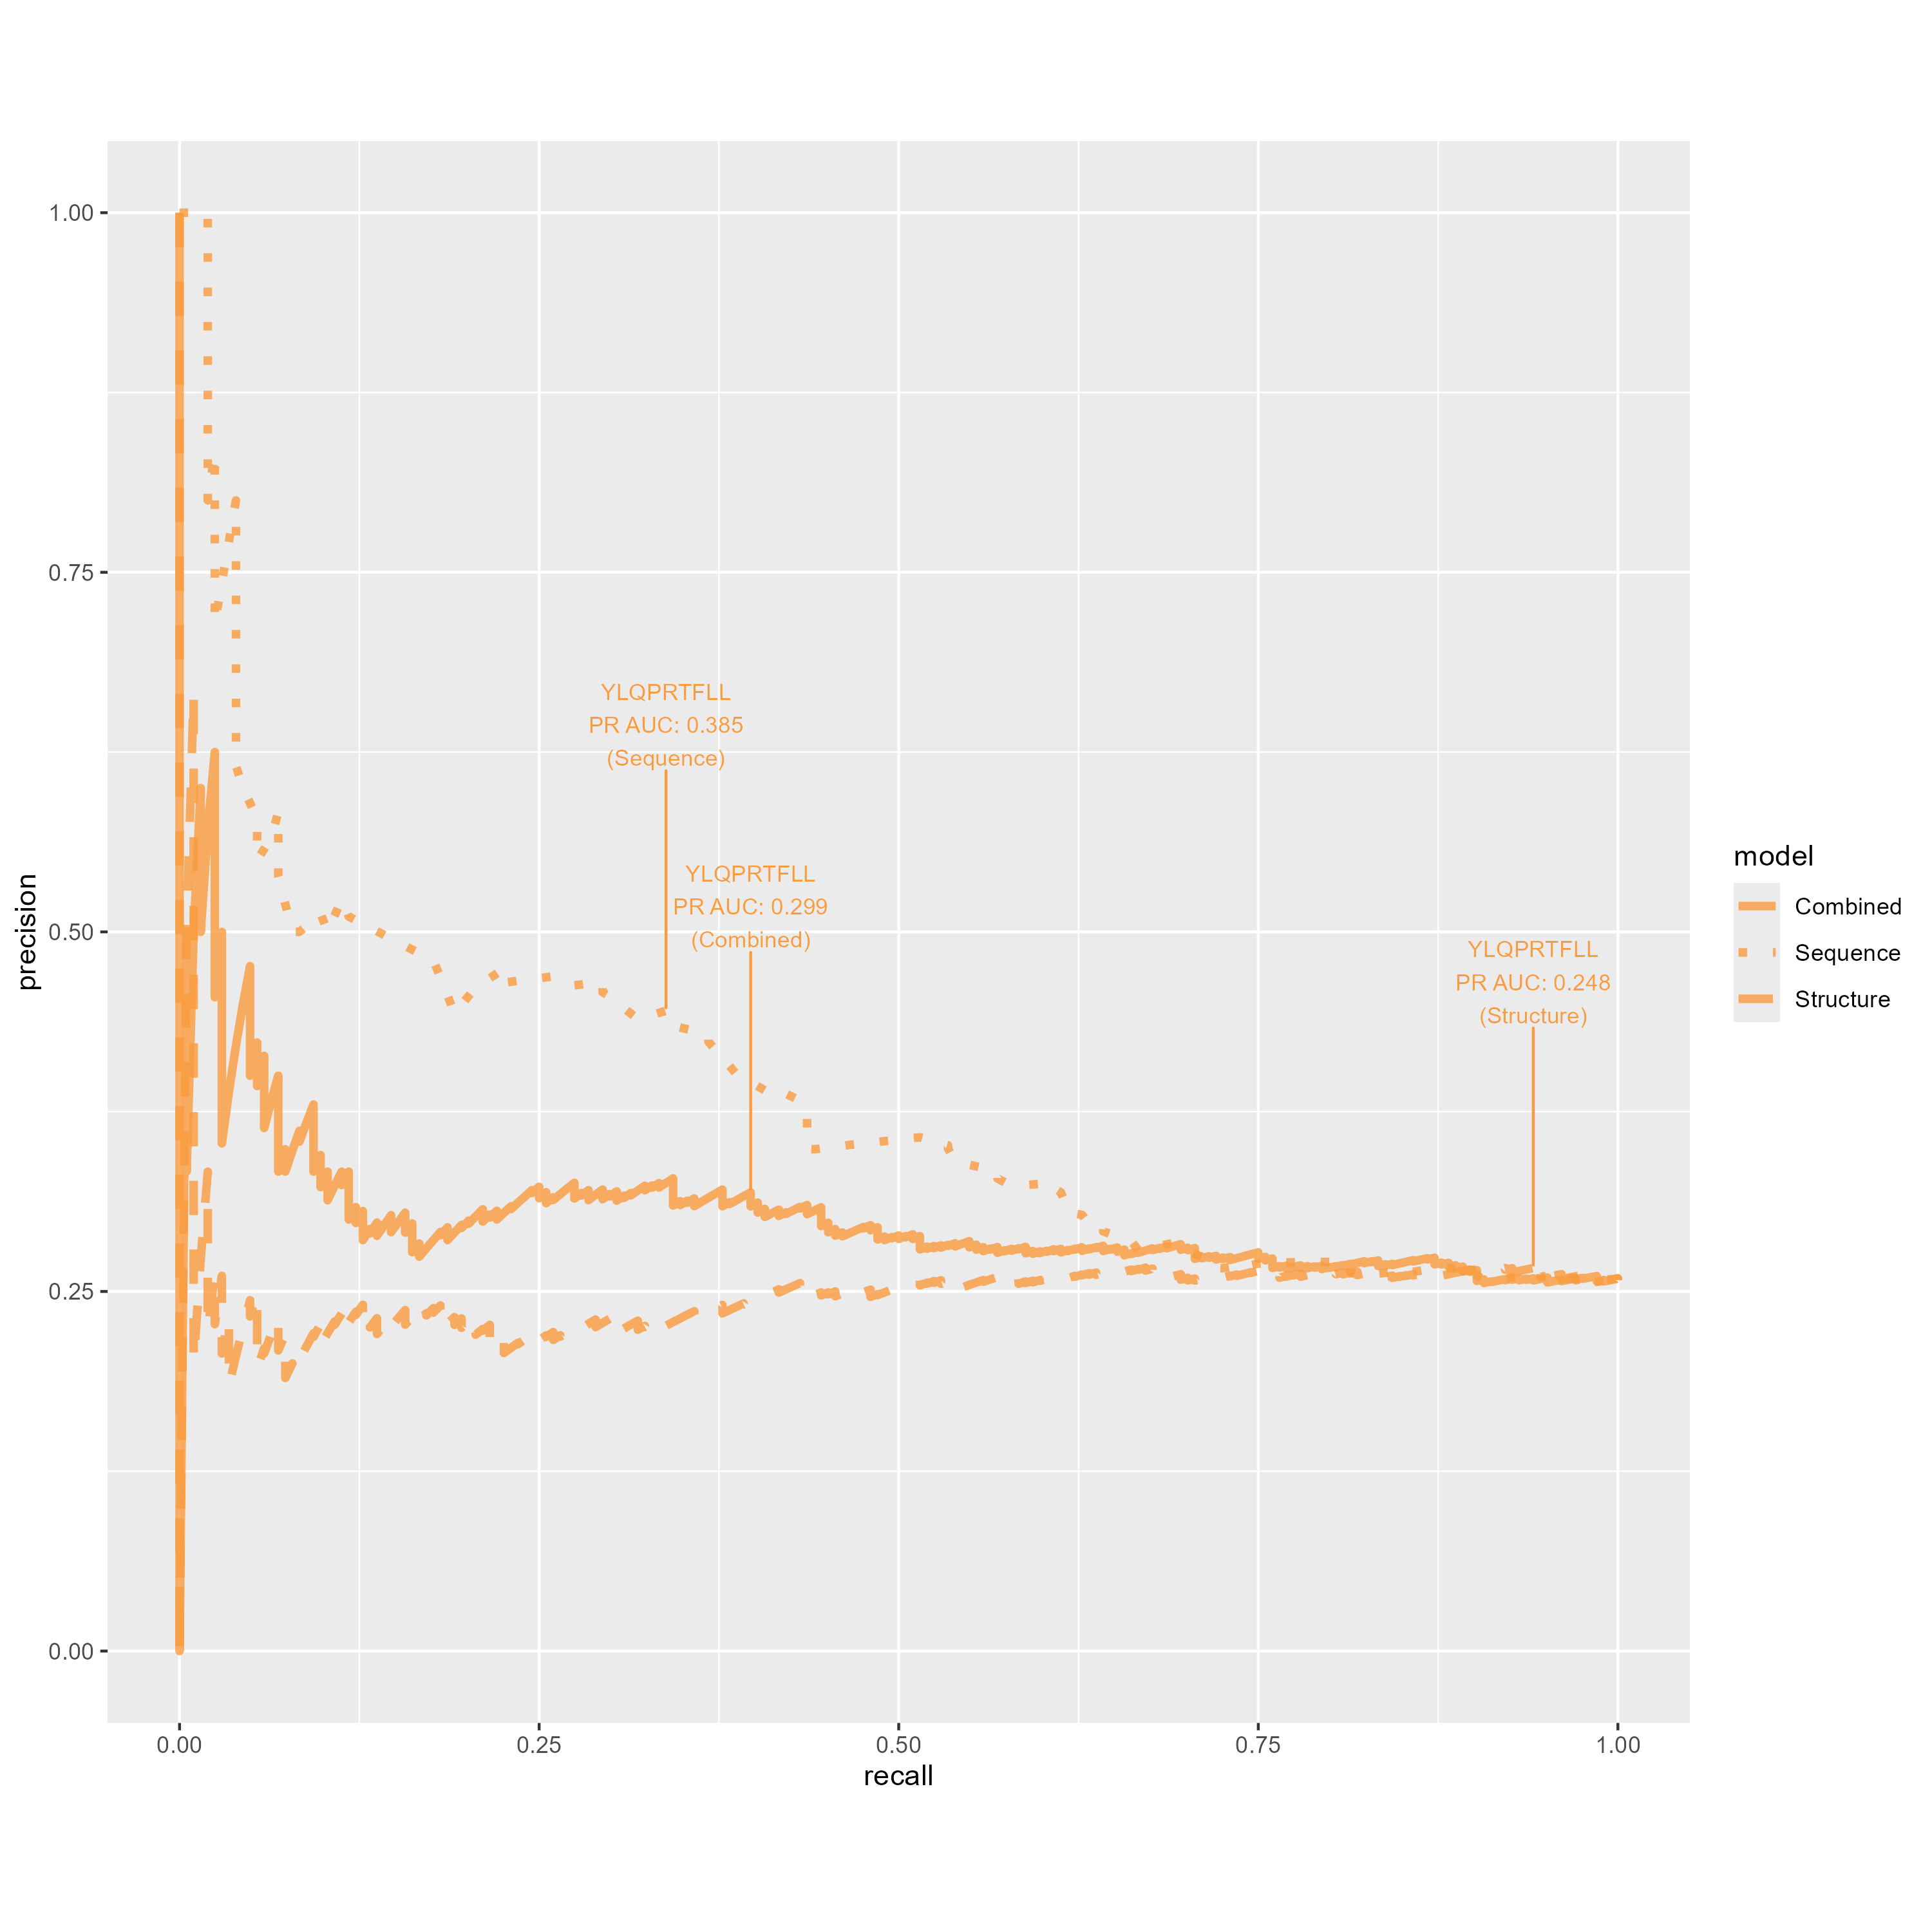 1.00
0.75
0.50
0.25
0.00
precision
YLQPRTFLL
PR AUC: 0.385
(Sequence)
YLQPRTFLL
PR AUC: 0.299
(Combined)
YLQPRTFLL
PR AUC: 0.248
(Structure)
0.00
0.25
0.50
0.75
1.00
recall
model
Combined
Sequence
Structure